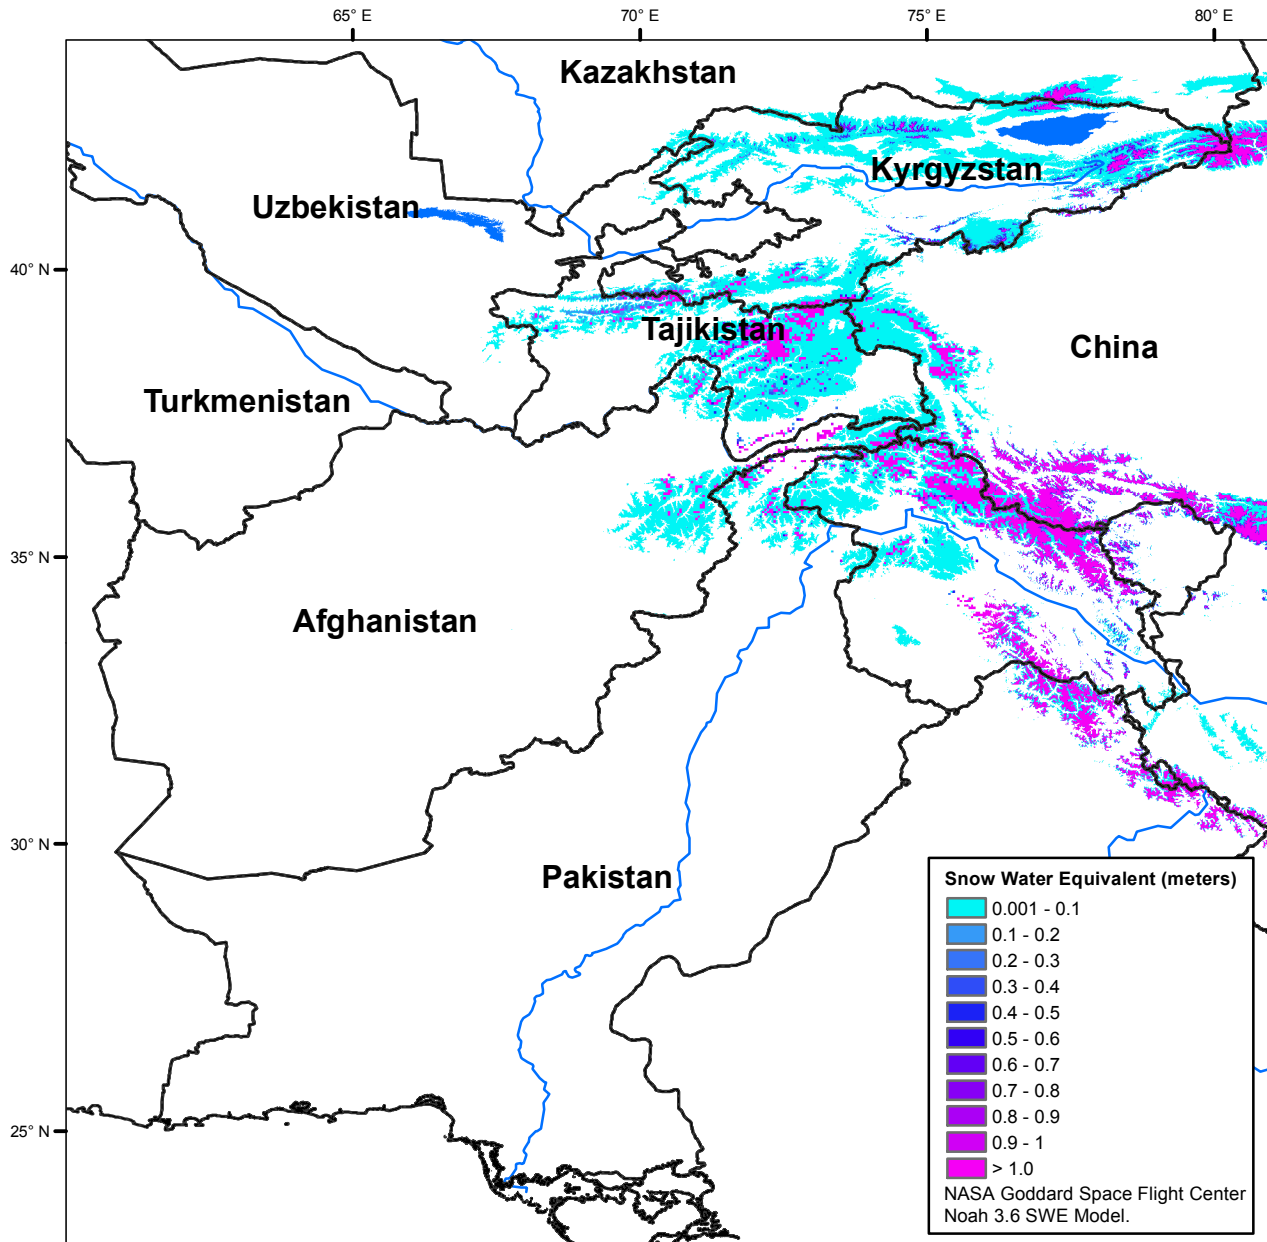 65° E
70° E
75° E
80° E
Kazakhstan
Kyrgyzstan
Uzbekistan
40° N
Tajikistan
China
Turkmenistan
35° N
Afghanistan
30° N
Pakistan
25° N
Snow Water Equivalent (meters)
0.001 - 0.1
0.1 - 0.2
0.2 - 0.3
0.3 - 0.4
0.4 - 0.5
0.5 - 0.6
0.6 - 0.7
0.7 - 0.8
0.8 - 0.9
0.9 - 1
> 1.0
NASA Goddard Space Flight Center
Noah 3.6 SWE Model.